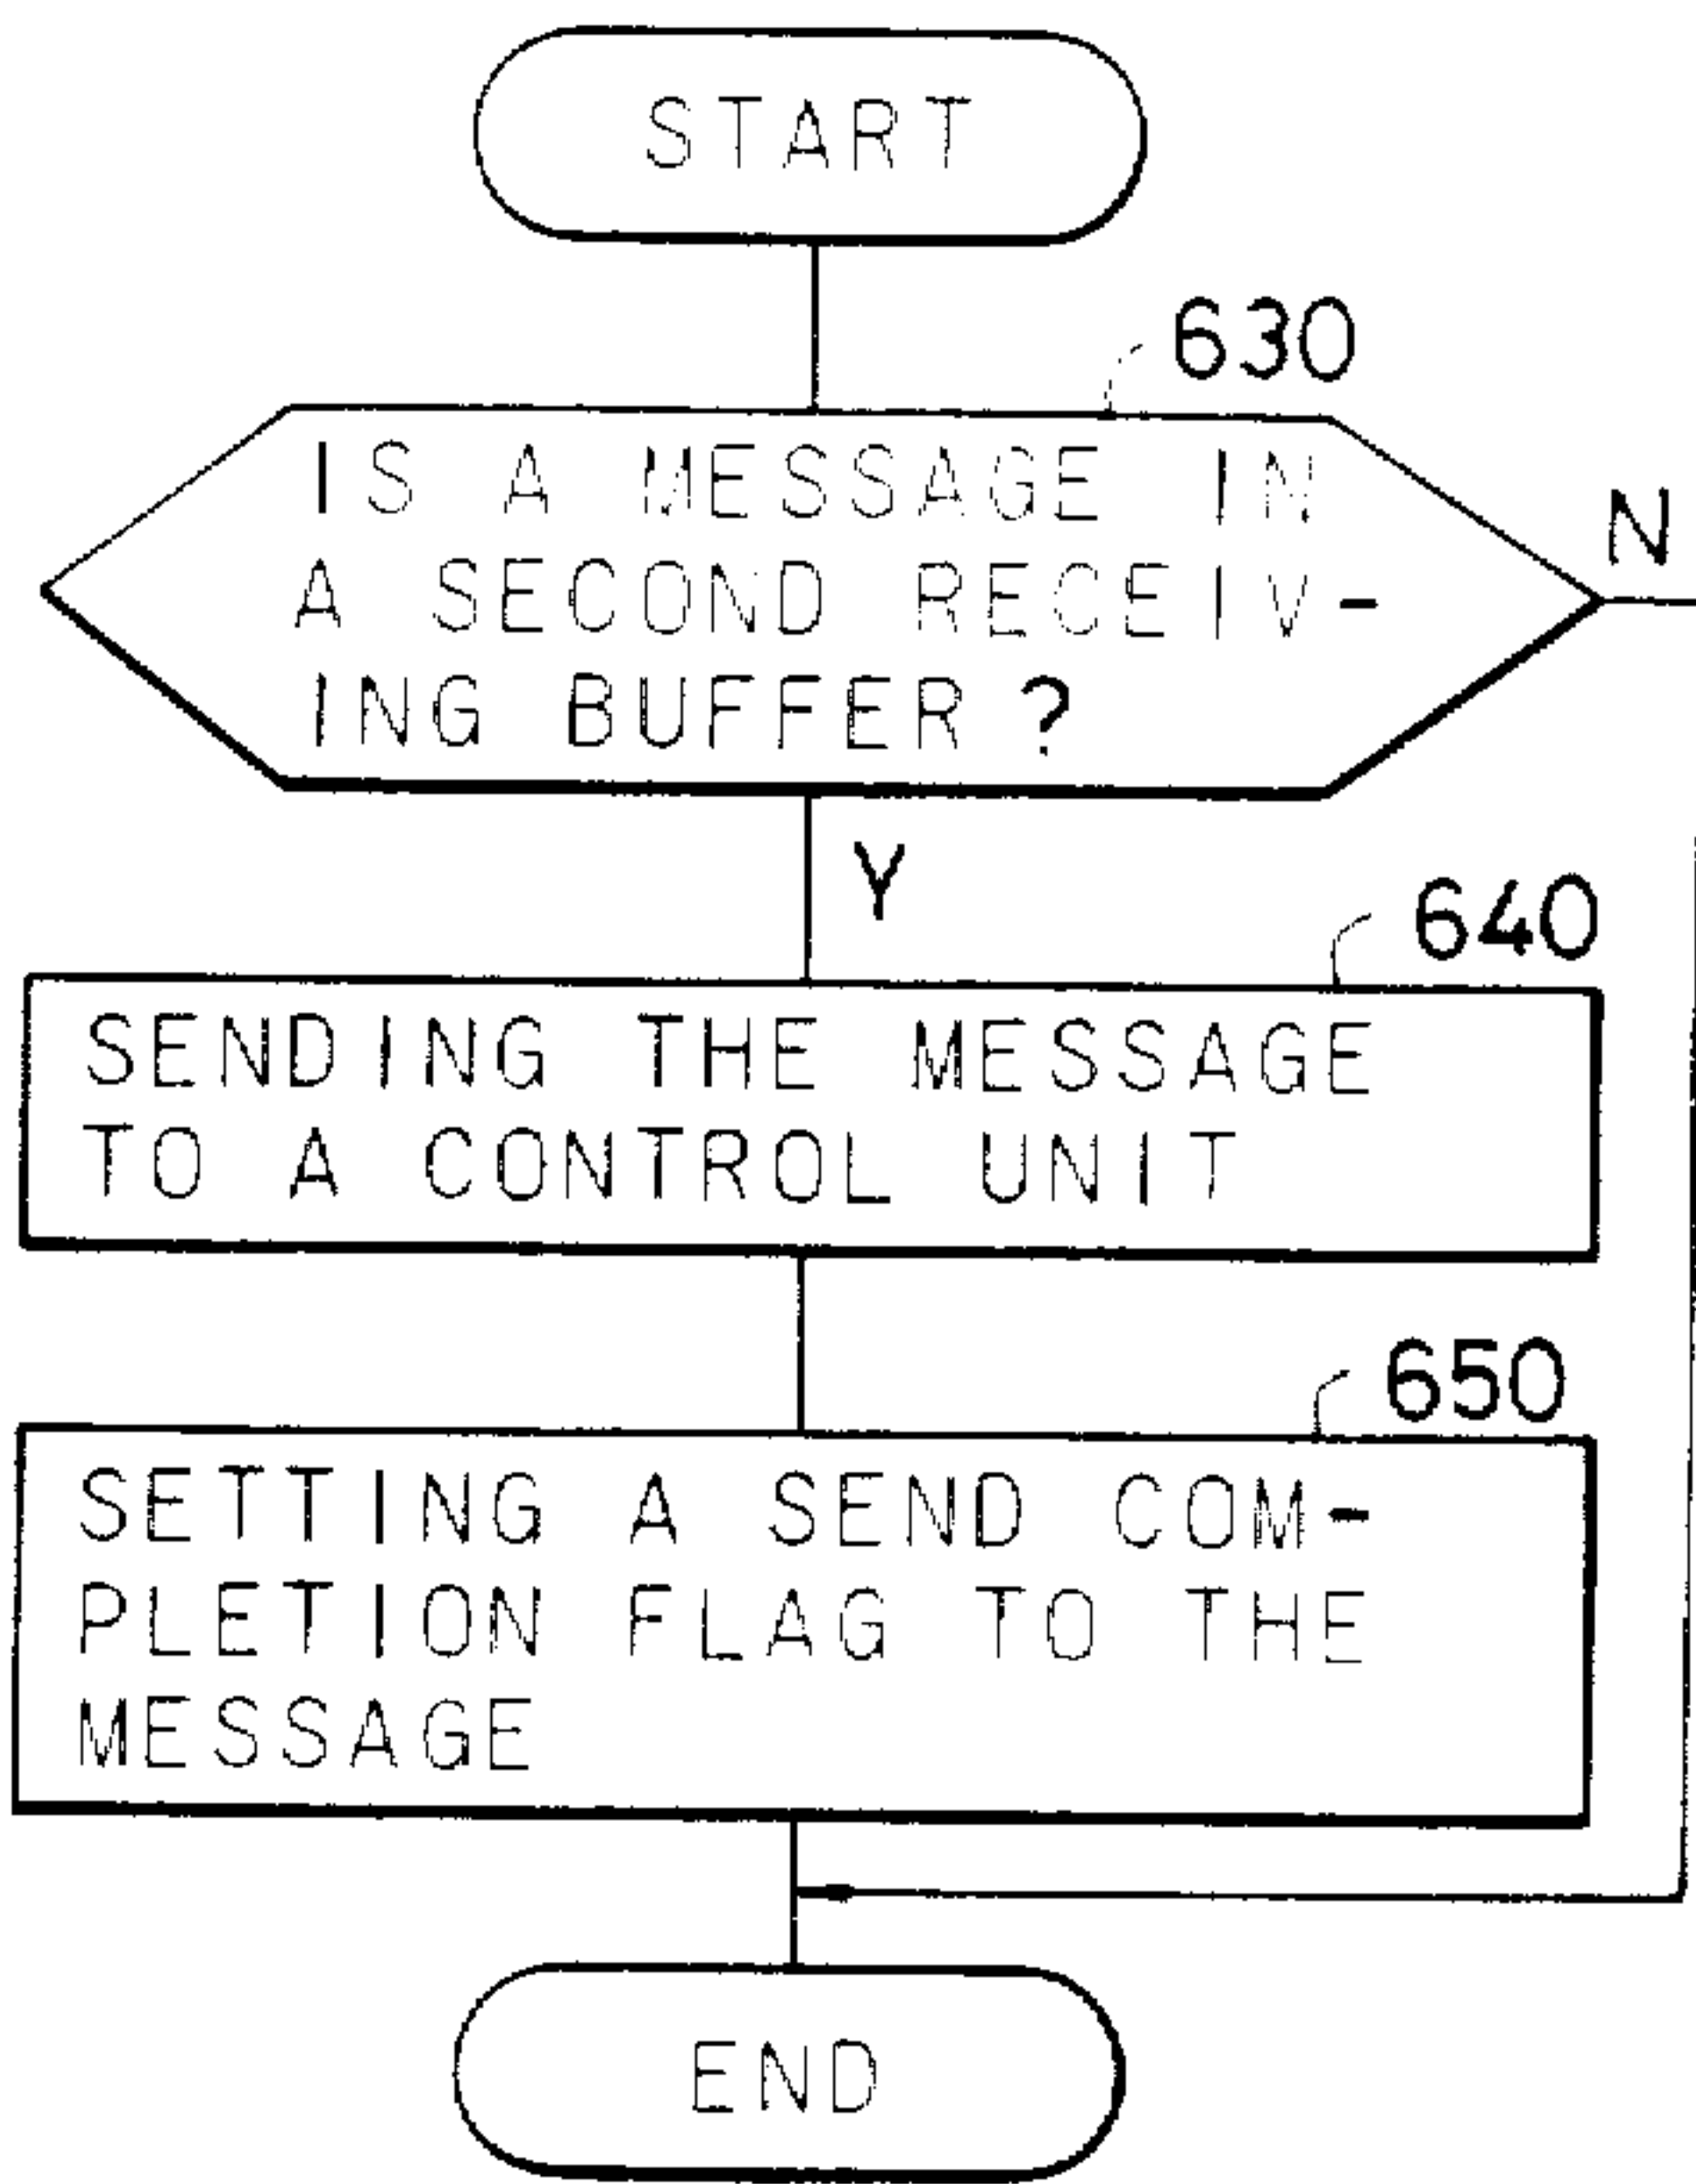 START
630
IS A MESSAGE IN
A SECOND RECEIV-
ING BUFFER ?
N
Y
640
SENDING THE MESSAGE
TO A CONTROL UNIT
650
SETTING A SEND COM-
PLETION FLAG TO THE
MESSAGE
END